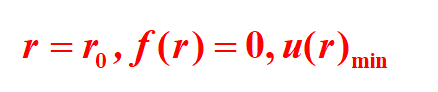 r = r₀, f(r) = 0, u(r)ₘᵢₙ